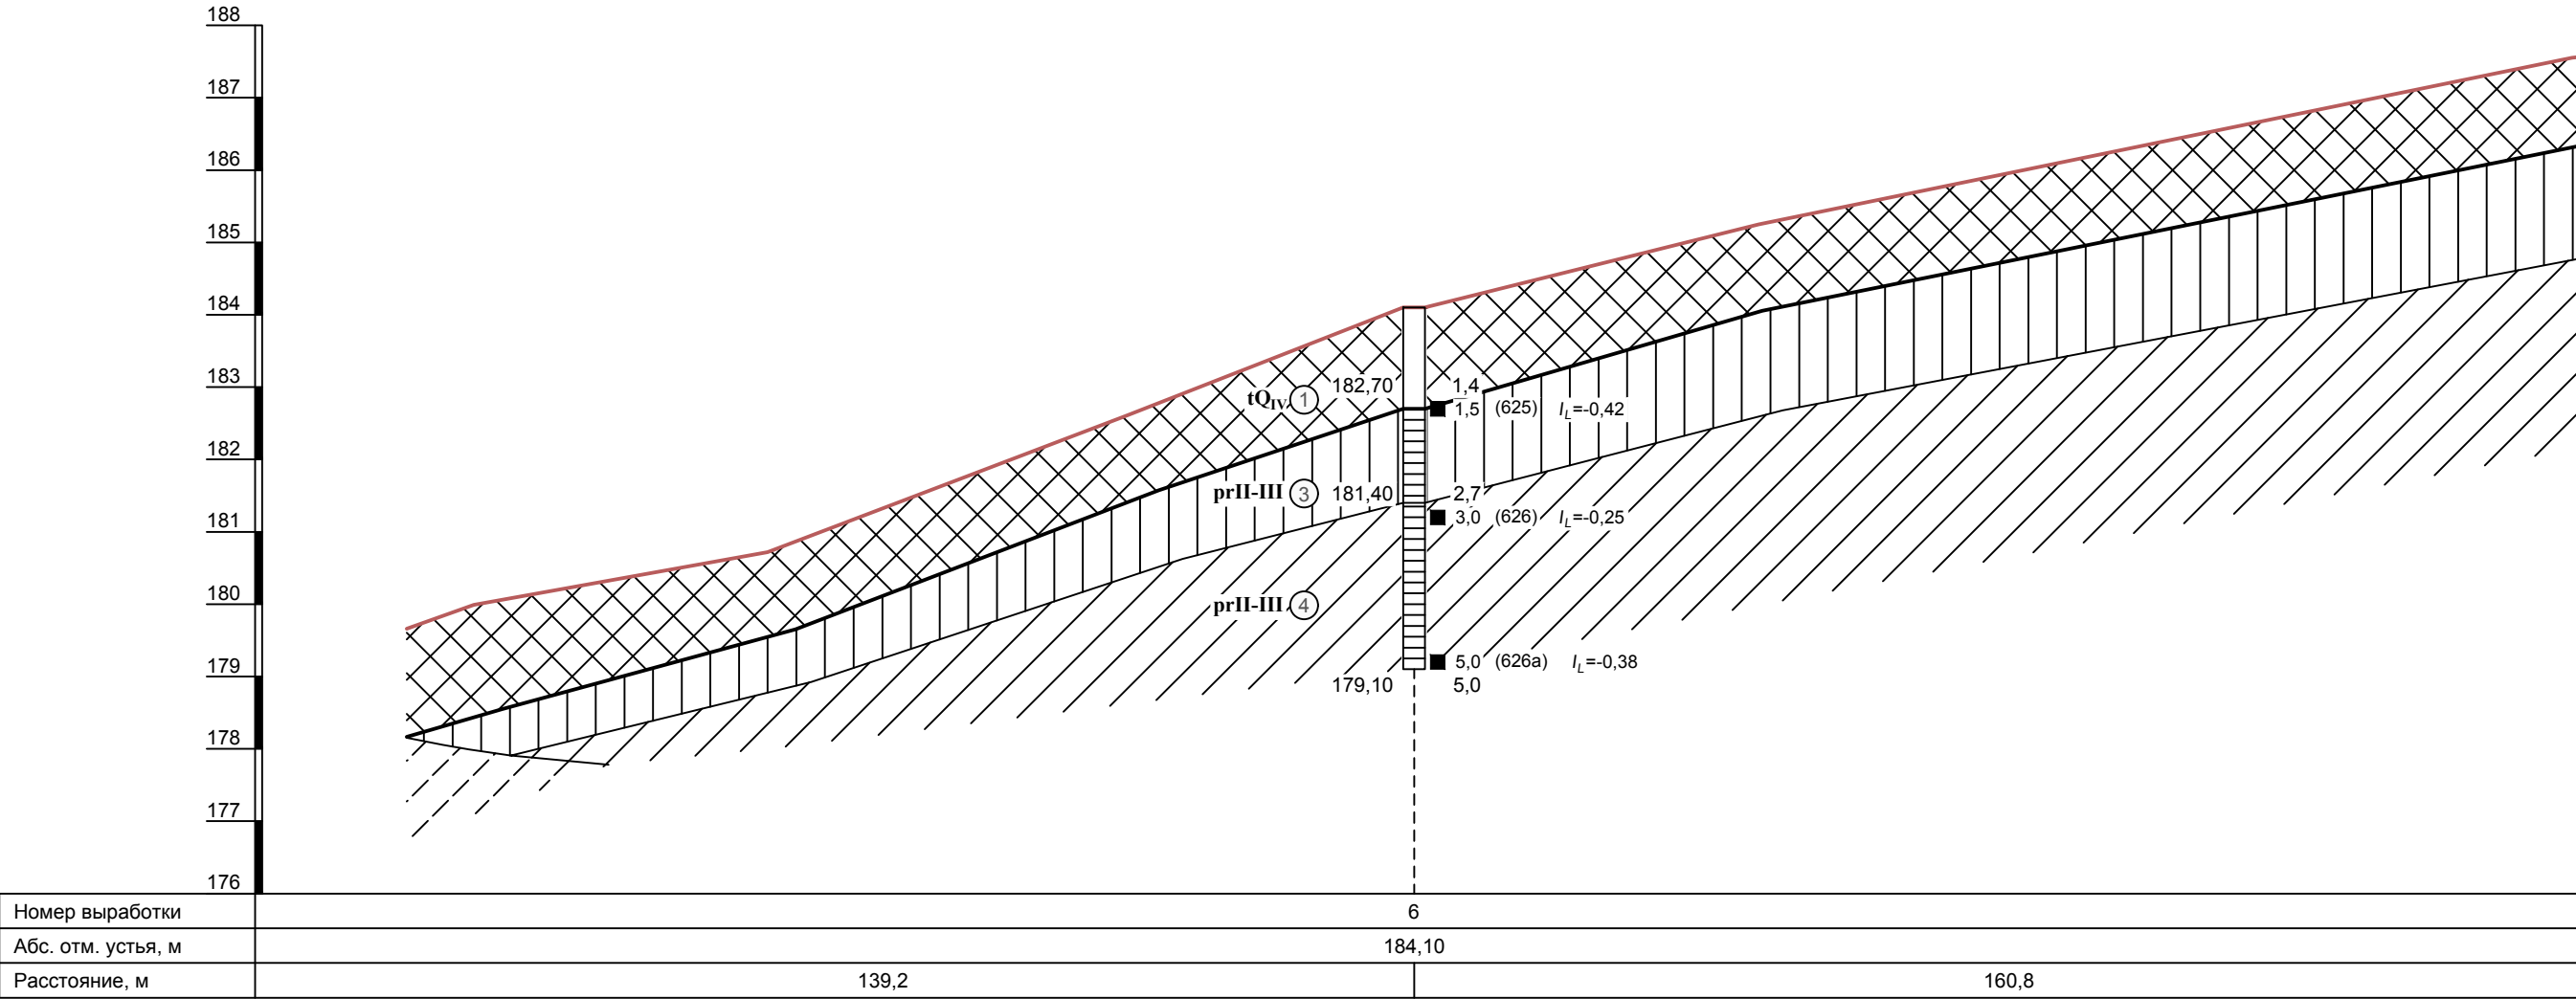 188
187
186
185
184
183
182
181
180
179
178
177
176
tQIV 1 182,70 1,4
1,5 (625) IL=-0,42
prII-III 3 181,40 2,7
3,0 (626) IL=-0,25
prII-III 4
5,0 (626а) IL=-0,38
179,10 5,0
Номер выработки 6
Абс. отм. устья, м 184,10
Расстояние, м 139,2 160,8